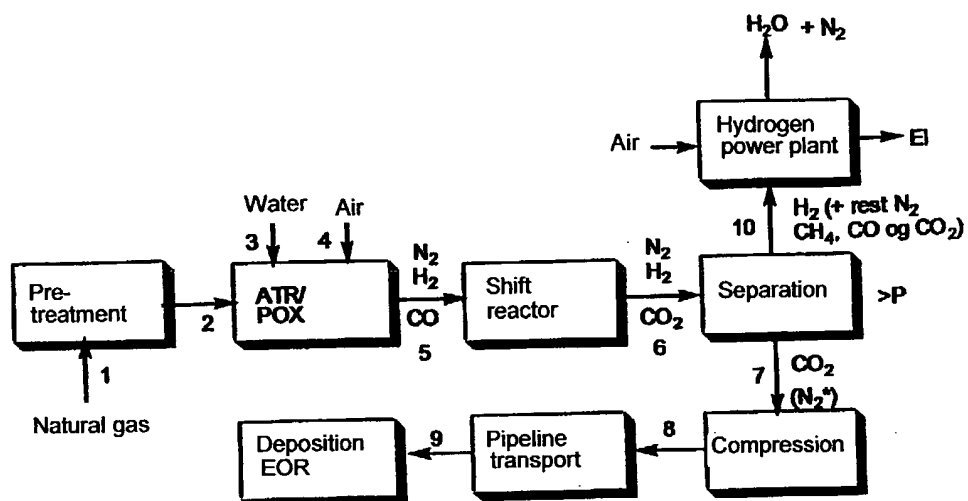 H₂O + N₂
Air
Hydrogen
power plant
El
Water
Air
3
4
10
H₂ (+ rest N₂
CH₄, CO og CO₂)
Pre-
treatment
2
ATR/
POX
N₂
H₂
CO
5
Shift
reactor
N₂
H₂
CO₂
6
Separation
>P
1
Natural gas
7
CO₂
(N₂*)
Deposition
EOR
9
Pipeline
transport
8
Compression